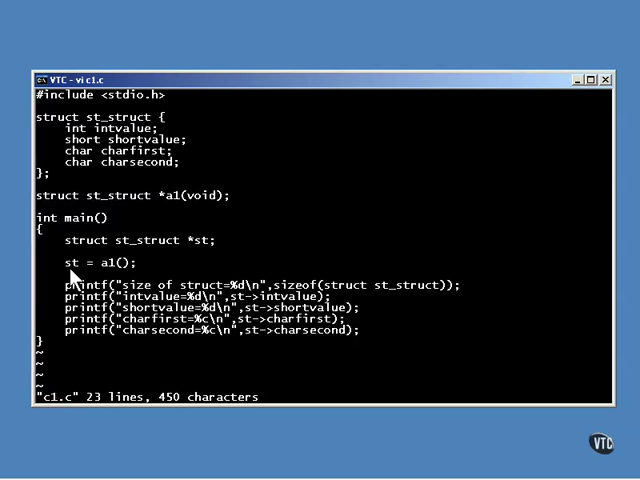 VTC - vi c1.c
#include <stdio.h>
struct st_struct {
int intvalue;
short shortvalue;
char charfirst;
char charsecond;
};
struct st_struct *a1(void);
int main()
{
struct st_struct *st;
st = a1();
printf("size of struct=%d\n",sizeof(struct st_struct));
printf("intvalue=%d\n",st->intvalue);
printf("shortvalue=%d\n",st->shortvalue);
printf("charfirst=%c\n",st->charfirst);
printf("charsecond=%c\n",st->charsecond);
}
~
~
~
~
"c1.c" 23 lines, 450 characters
VTC